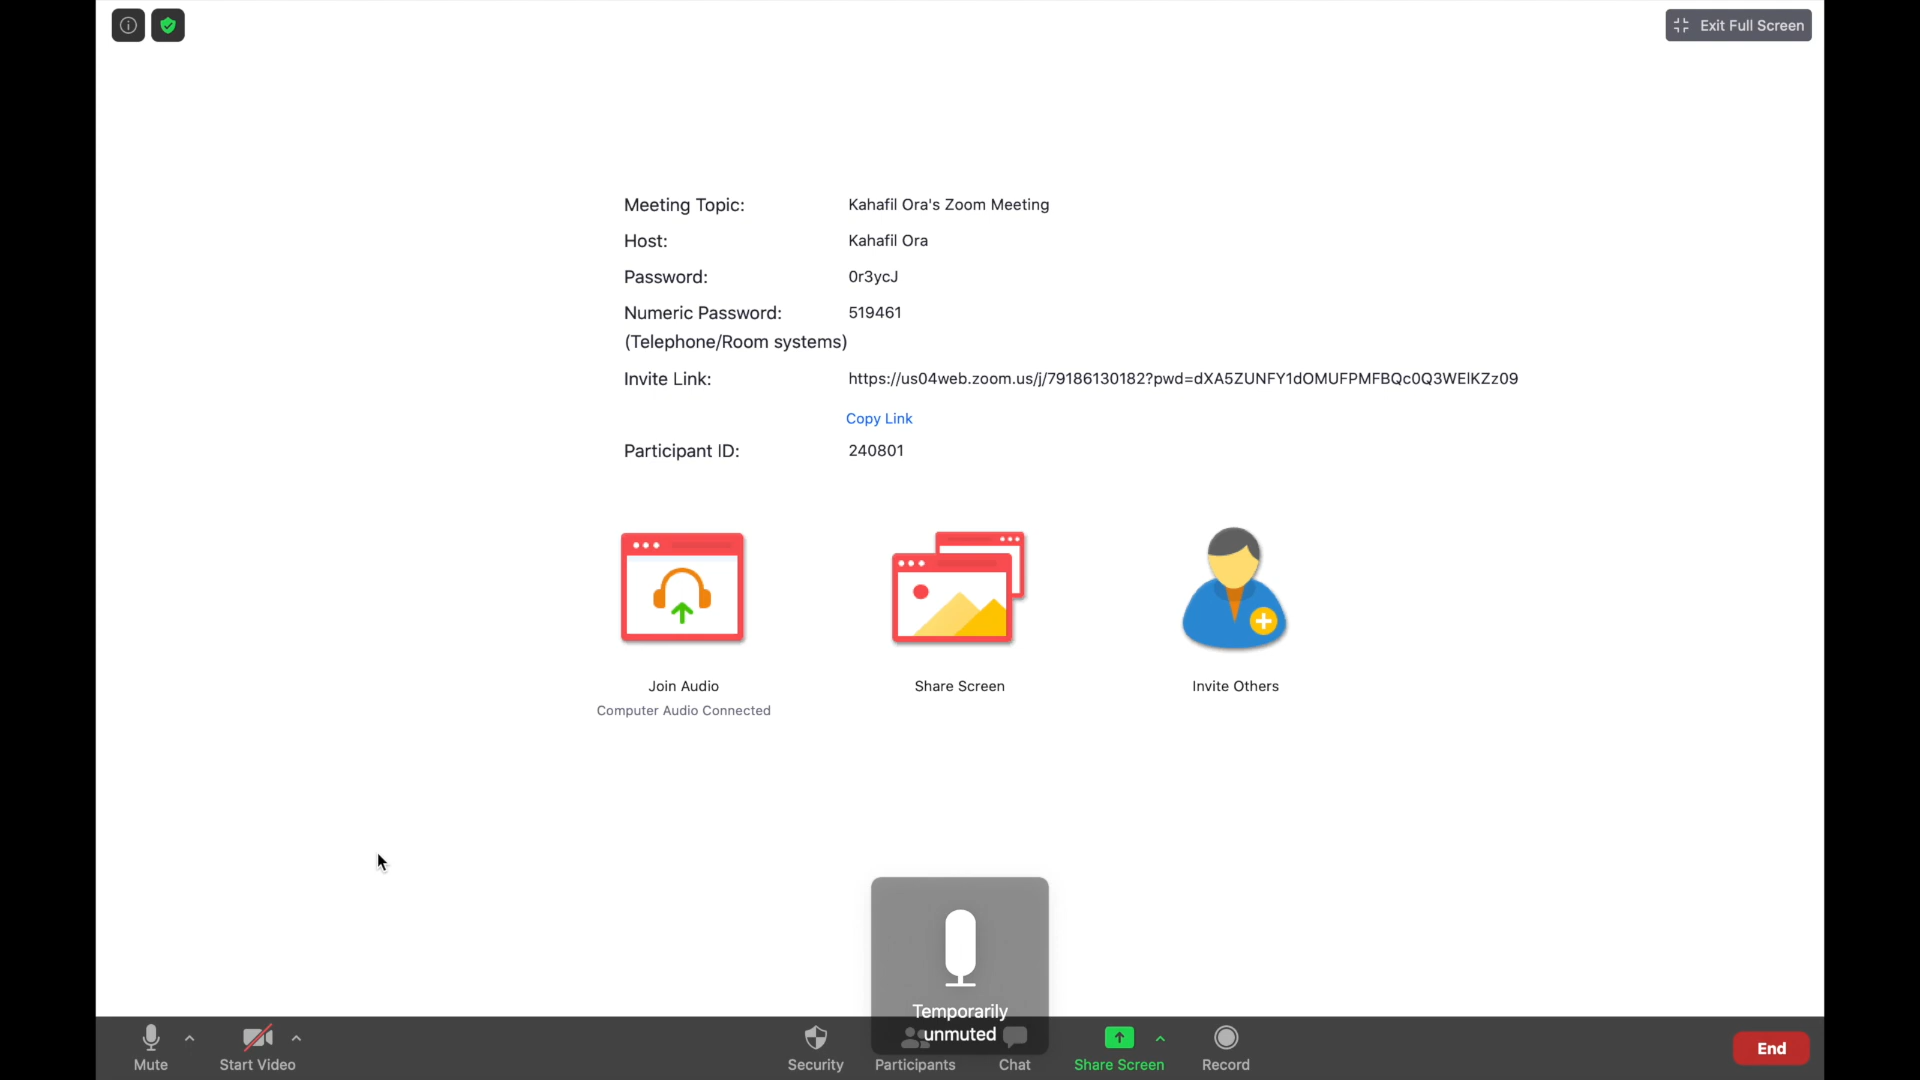 Exit Full Screen
Meeting Topic: Kahafil Ora's Zoom Meeting
Host: Kahafil Ora
Password: 0r3ycJ
Numeric Password: 519461
(Telephone/Room systems)
Invite Link: https://us04web.zoom.us/j/79186130182?pwd=dXA5ZUNFY1dOMUFPMFBQc0Q3WElKZz09
Copy Link
Participant ID: 240801
Join Audio Share Screen Invite Others
Computer Audio Connected
Temporarily
unmuted
Mute Start Video Security Participants Chat Share Screen Record End